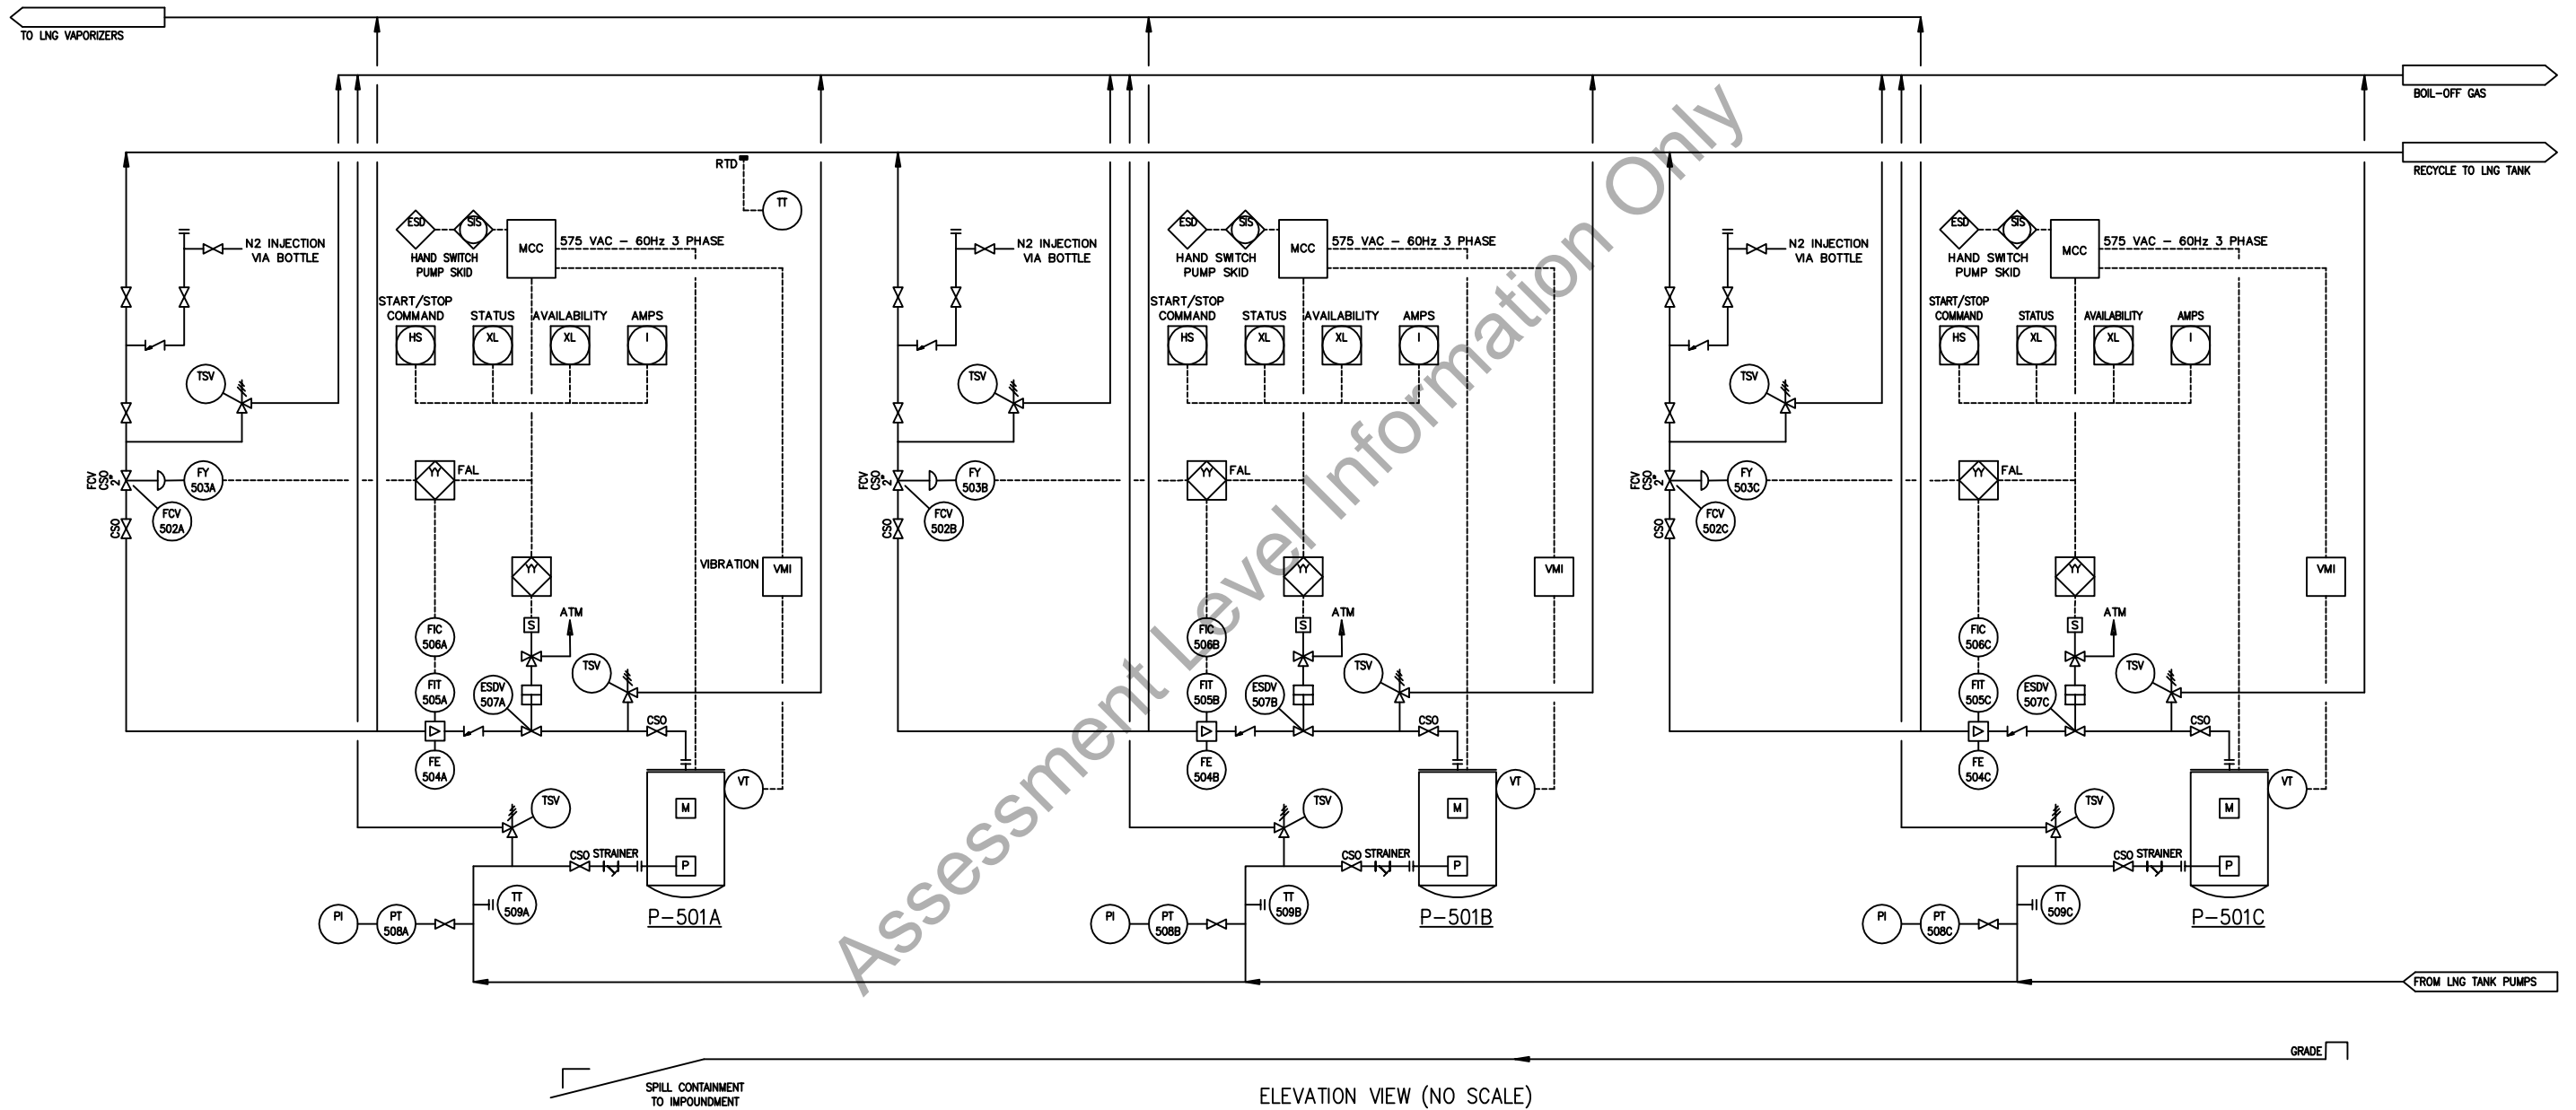 TO LNG VAPORIZERS
BOIL-OFF GAS
RECYCLE TO LNG TANK
RTD
TT
ESD
SIS
HAND SWITCH
PUMP SKID
MCC
575 VAC - 60Hz 3 PHASE
N2 INJECTION
VIA BOTTLE
START/STOP
COMMAND
STATUS
AVAILABILITY
AMPS
HS
XL
XL
I
TSV
FCV
CSO
2"
FY
503A
FCV
502A
CSO
YY
FAL
YY
VIBRATION
VMI
S
ATM
FIC
506A
FIT
505A
ESDV
507A
TSV
CSO
FE
504A
VT
M
P
TSV
CSO
STRAINER
TT
509A
PI
PT
508A
P-501A
ESD
SIS
HAND SWITCH
PUMP SKID
MCC
575 VAC - 60Hz 3 PHASE
N2 INJECTION
VIA BOTTLE
START/STOP
COMMAND
STATUS
AVAILABILITY
AMPS
HS
XL
XL
I
TSV
FCV
CSO
2"
FY
503B
FCV
502B
CSO
YY
FAL
YY
VMI
S
ATM
FIC
506B
FIT
505B
ESDV
507B
TSV
CSO
FE
504B
VT
M
P
TSV
CSO
STRAINER
TT
509B
PI
PT
508B
P-501B
ESD
SIS
HAND SWITCH
PUMP SKID
MCC
575 VAC - 60Hz 3 PHASE
N2 INJECTION
VIA BOTTLE
START/STOP
COMMAND
STATUS
AVAILABILITY
AMPS
HS
XL
XL
I
TSV
FCV
CSO
2"
FY
503C
FCV
502C
CSO
YY
FAL
YY
VMI
S
ATM
FIC
506C
FIT
505C
ESDV
507C
TSV
CSO
FE
504C
VT
M
P
TSV
CSO
STRAINER
TT
509C
PI
PT
508C
P-501C
FROM LNG TANK PUMPS
GRADE
SPILL CONTAINMENT
TO IMPOUNDMENT
ELEVATION VIEW (NO SCALE)
Assessment Level Information Only